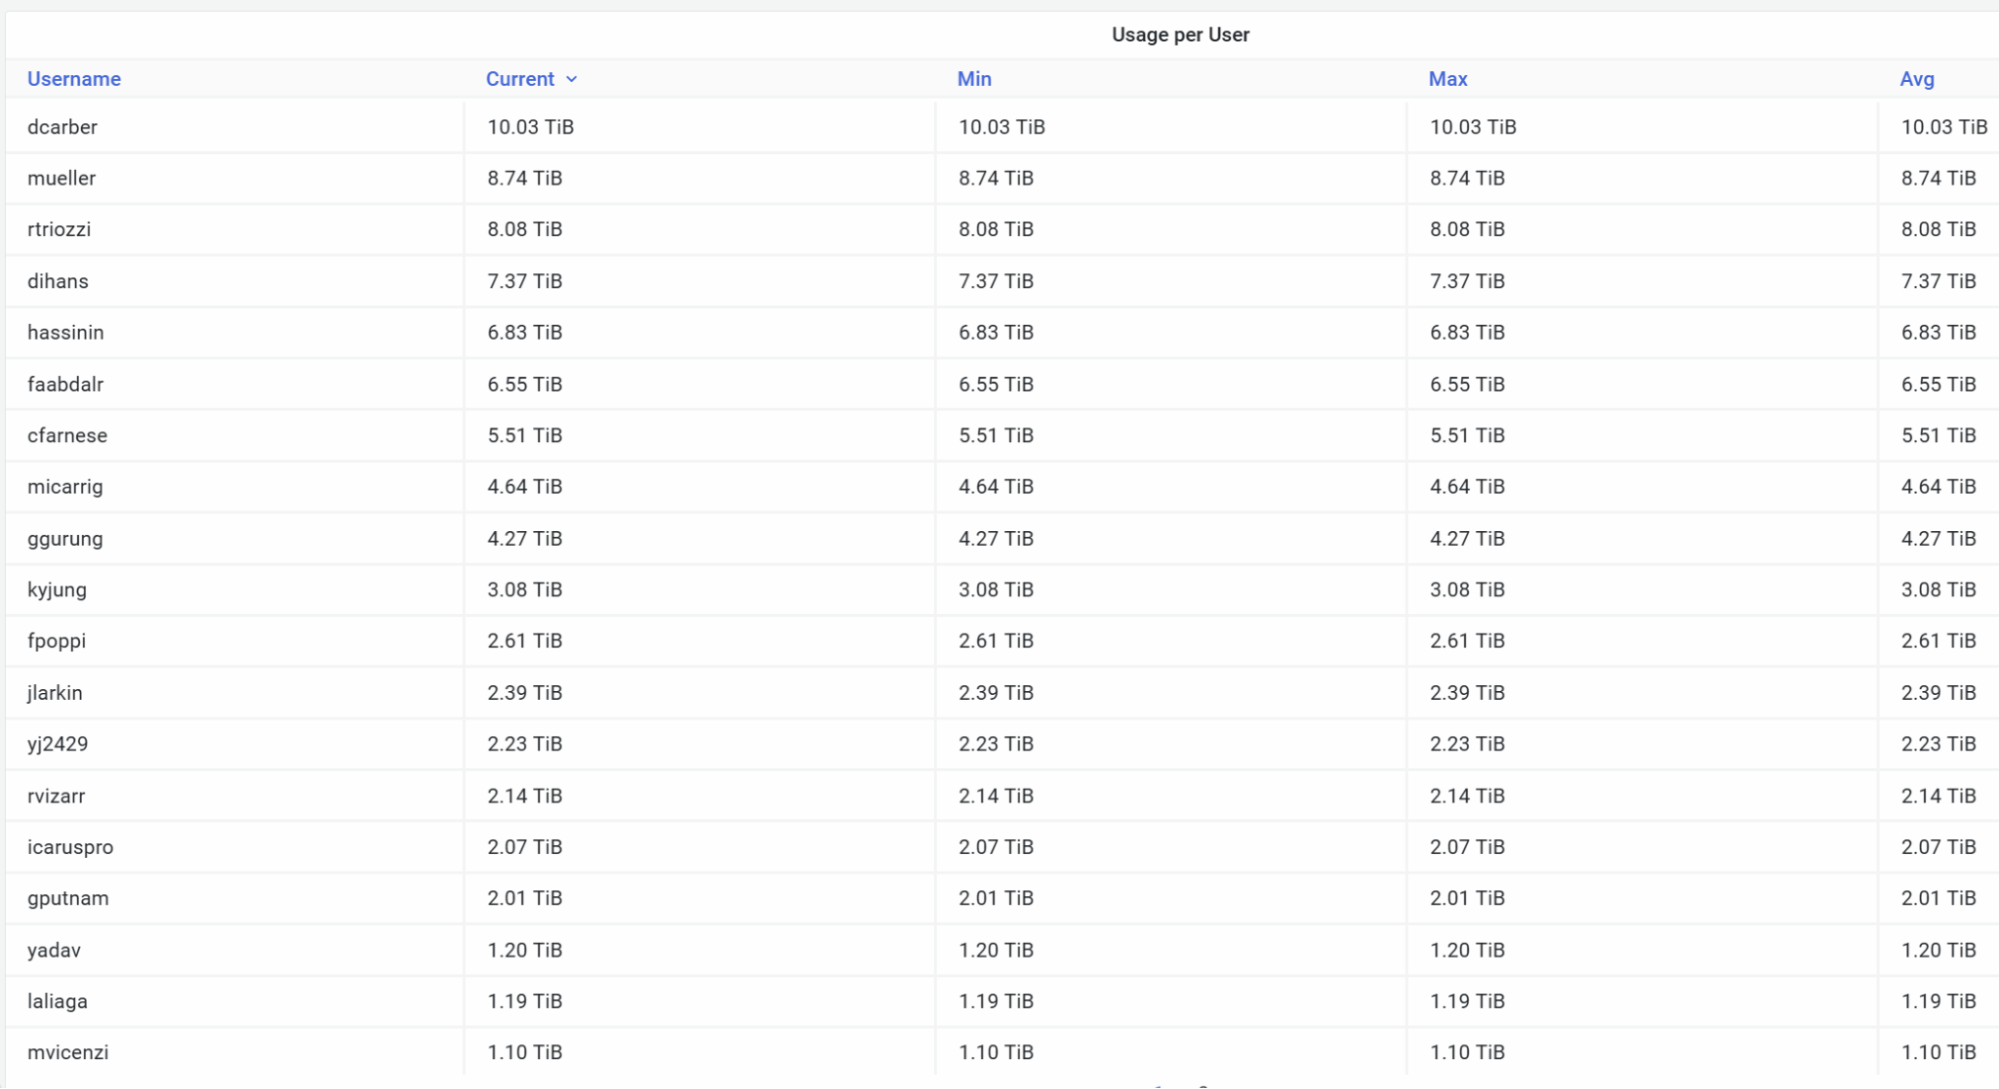 Usage per User
Username Current Min Max Avg
dcarber 10.03 TiB 10.03 TiB 10.03 TiB 10.03 TiB
mueller 8.74 TiB 8.74 TiB 8.74 TiB 8.74 TiB
rtriozzi 8.08 TiB 8.08 TiB 8.08 TiB 8.08 TiB
dihans 7.37 TiB 7.37 TiB 7.37 TiB 7.37 TiB
hassinin 6.83 TiB 6.83 TiB 6.83 TiB 6.83 TiB
faabdalr 6.55 TiB 6.55 TiB 6.55 TiB 6.55 TiB
cfarnese 5.51 TiB 5.51 TiB 5.51 TiB 5.51 TiB
micarrig 4.64 TiB 4.64 TiB 4.64 TiB 4.64 TiB
ggurung 4.27 TiB 4.27 TiB 4.27 TiB 4.27 TiB
kyjung 3.08 TiB 3.08 TiB 3.08 TiB 3.08 TiB
fpoppi 2.61 TiB 2.61 TiB 2.61 TiB 2.61 TiB
jlarkin 2.39 TiB 2.39 TiB 2.39 TiB 2.39 TiB
yj2429 2.23 TiB 2.23 TiB 2.23 TiB 2.23 TiB
rvizarr 2.14 TiB 2.14 TiB 2.14 TiB 2.14 TiB
icaruspro 2.07 TiB 2.07 TiB 2.07 TiB 2.07 TiB
gputnam 2.01 TiB 2.01 TiB 2.01 TiB 2.01 TiB
yadav 1.20 TiB 1.20 TiB 1.20 TiB 1.20 TiB
laliaga 1.19 TiB 1.19 TiB 1.19 TiB 1.19 TiB
mvicenzi 1.10 TiB 1.10 TiB 1.10 TiB 1.10 TiB